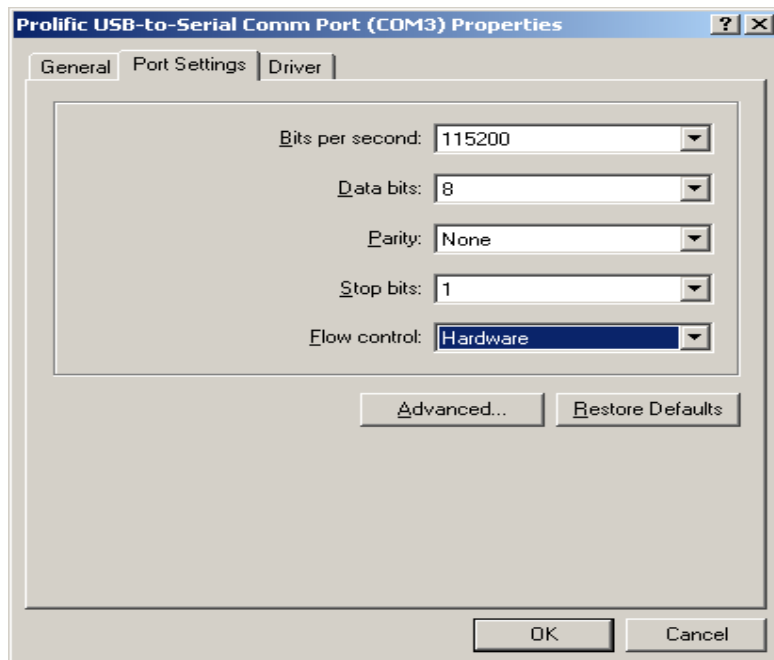 Prolific USB-to-Serial Comm Port (COM3) Properties
General Port Settings Driver
Bits per second: 115200
Data bits: 8
Parity: None
Stop bits: 1
Flow control: Hardware
Advanced... Restore Defaults
OK Cancel